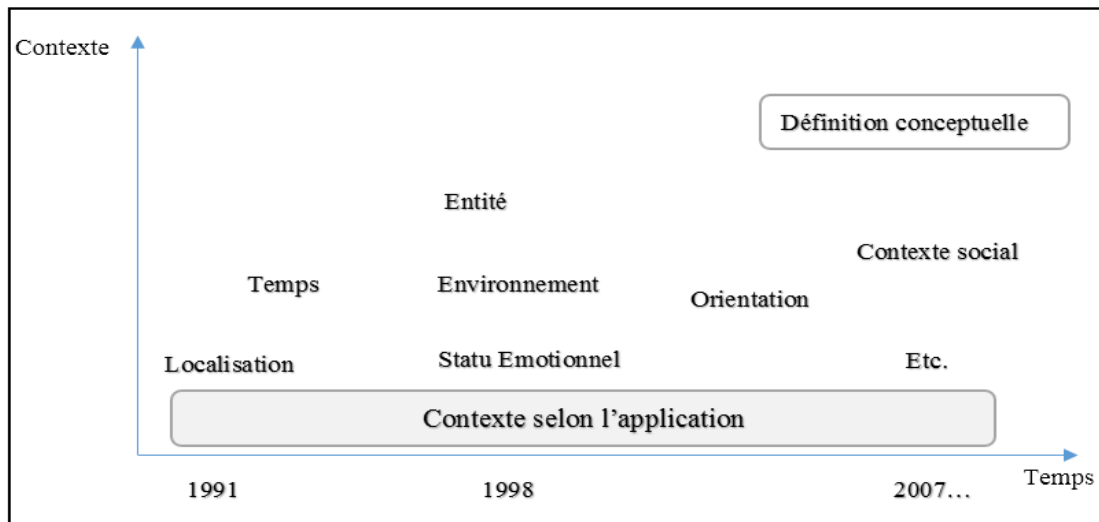 Contexte
Définition conceptuelle
Entité
Contexte social
Temps
Environnement
Orientation
Localisation
Statu Emotionnel
Etc.
Contexte selon l'application
Temps
1991
1998
2007…